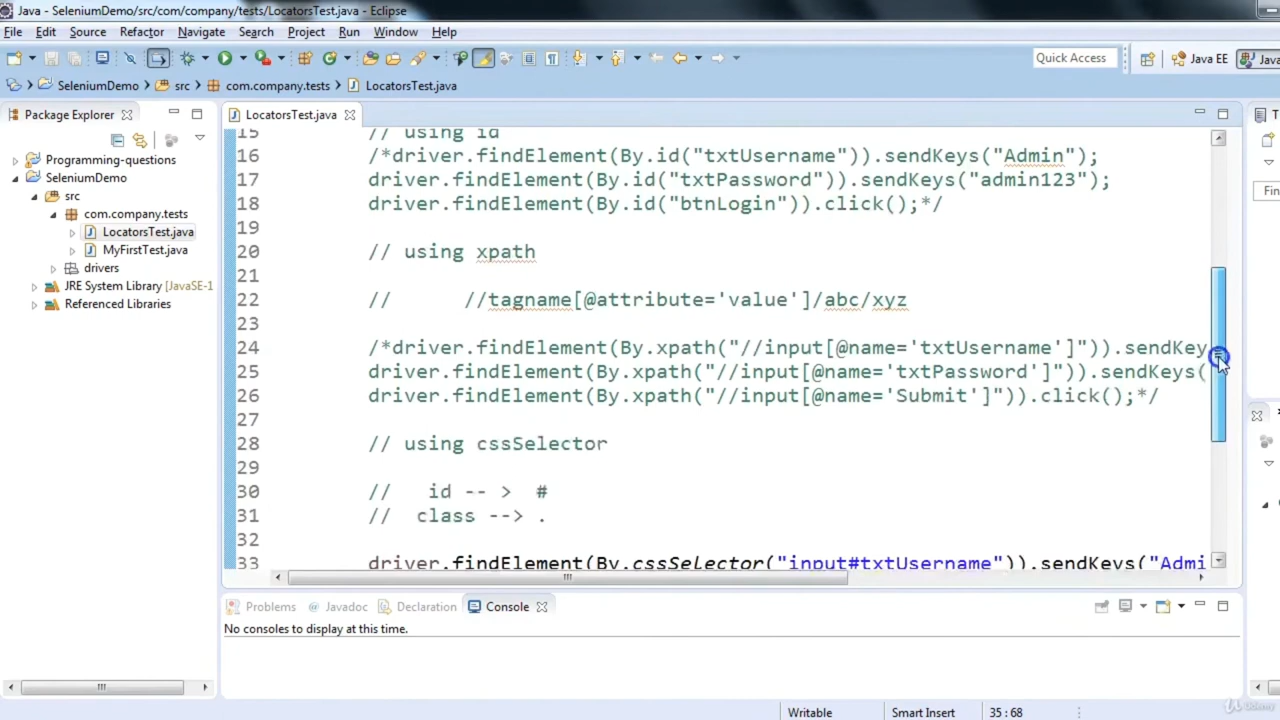 Java - SeleniumDemo/src/com/company/tests/LocatorsTest.java - Eclipse
File Edit Source Refactor Navigate Search Project Run Window Help
Quick Access
Java EE
Java
SeleniumDemo src com.company.tests LocatorsTest.java
Package Explorer
Programming-questions
SeleniumDemo
src
com.company.tests
LocatorsTest.java
MyFirstTest.java
drivers
JRE System Library [JavaSE-1
Referenced Libraries
LocatorsTest.java
15 // using id
16 /*driver.findElement(By.id("txtUsername")).sendKeys("Admin");
17 driver.findElement(By.id("txtPassword")).sendKeys("admin123");
18 driver.findElement(By.id("btnLogin")).click();*/
19
20 // using xpath
21
22 // //tagname[@attribute='value']/abc/xyz
23
24 /*driver.findElement(By.xpath("//input[@name='txtUsername']")).sendKey
25 driver.findElement(By.xpath("//input[@name='txtPassword']")).sendKeys(
26 driver.findElement(By.xpath("//input[@name='Submit']")).click();*/
27
28 // using cssSelector
29
30 // id -- > #
31 // class --> .
32
33 driver.findElement(By.cssSelector("input#txtUsername")).sendKeys("Admi
T
Fin
Problems @ Javadoc Declaration Console
No consoles to display at this time.
Writable Smart Insert 35 : 68
Udemy